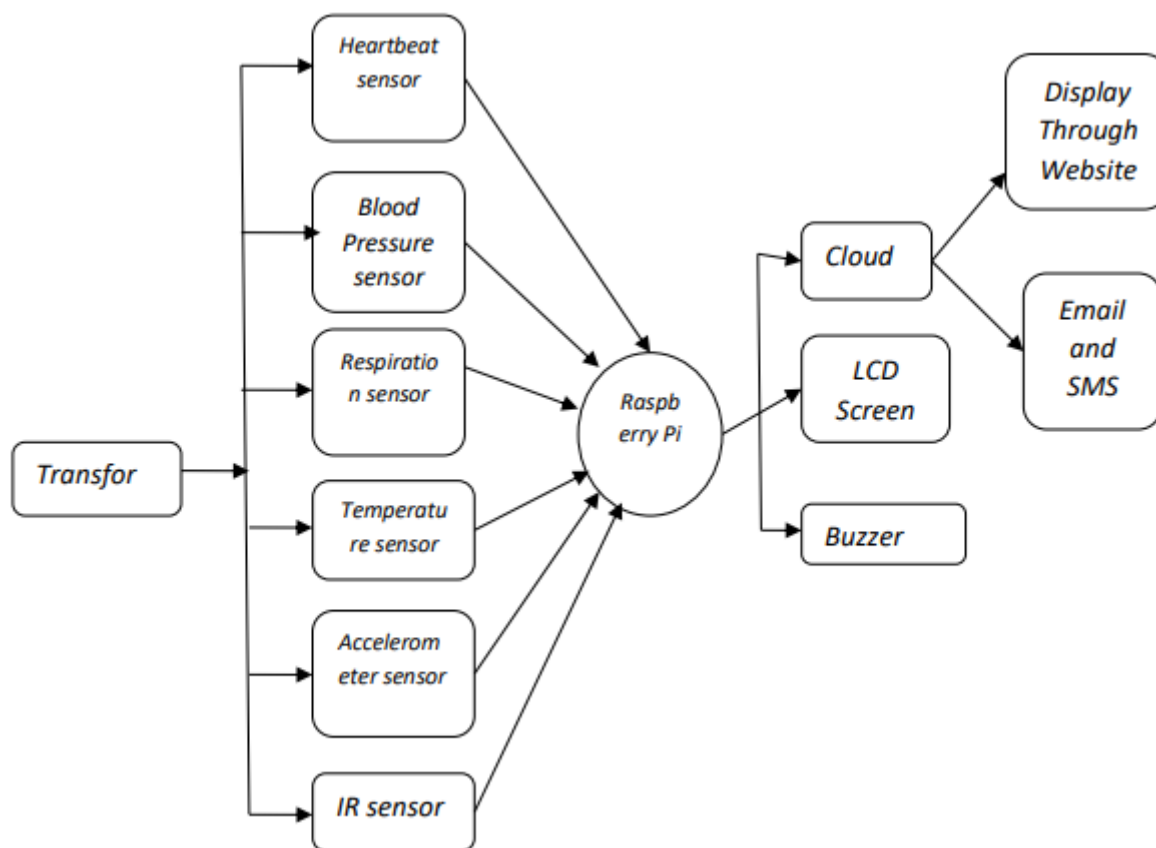 Heartbeat
sensor
Blood
Pressure
sensor
Respiratio
n sensor
Temperatu
re sensor
Accelerom
eter sensor
IR sensor
Transfor
Raspb
erry Pi
Cloud
LCD
Screen
Buzzer
Display
Through
Website
Email
and
SMS